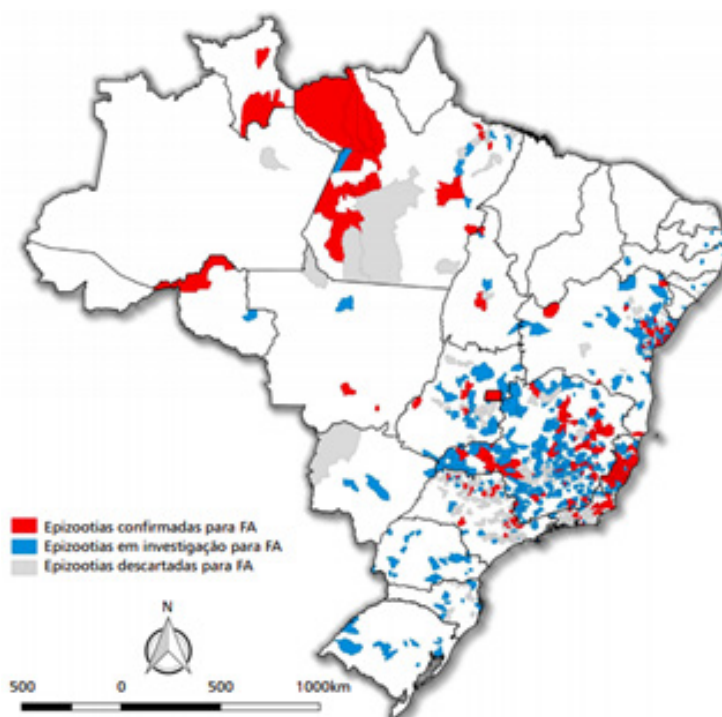 Epizootias confirmadas para FA
Epizootias em investigação para FA
Epizootias descartadas para FA
N
500 0 500 1000km